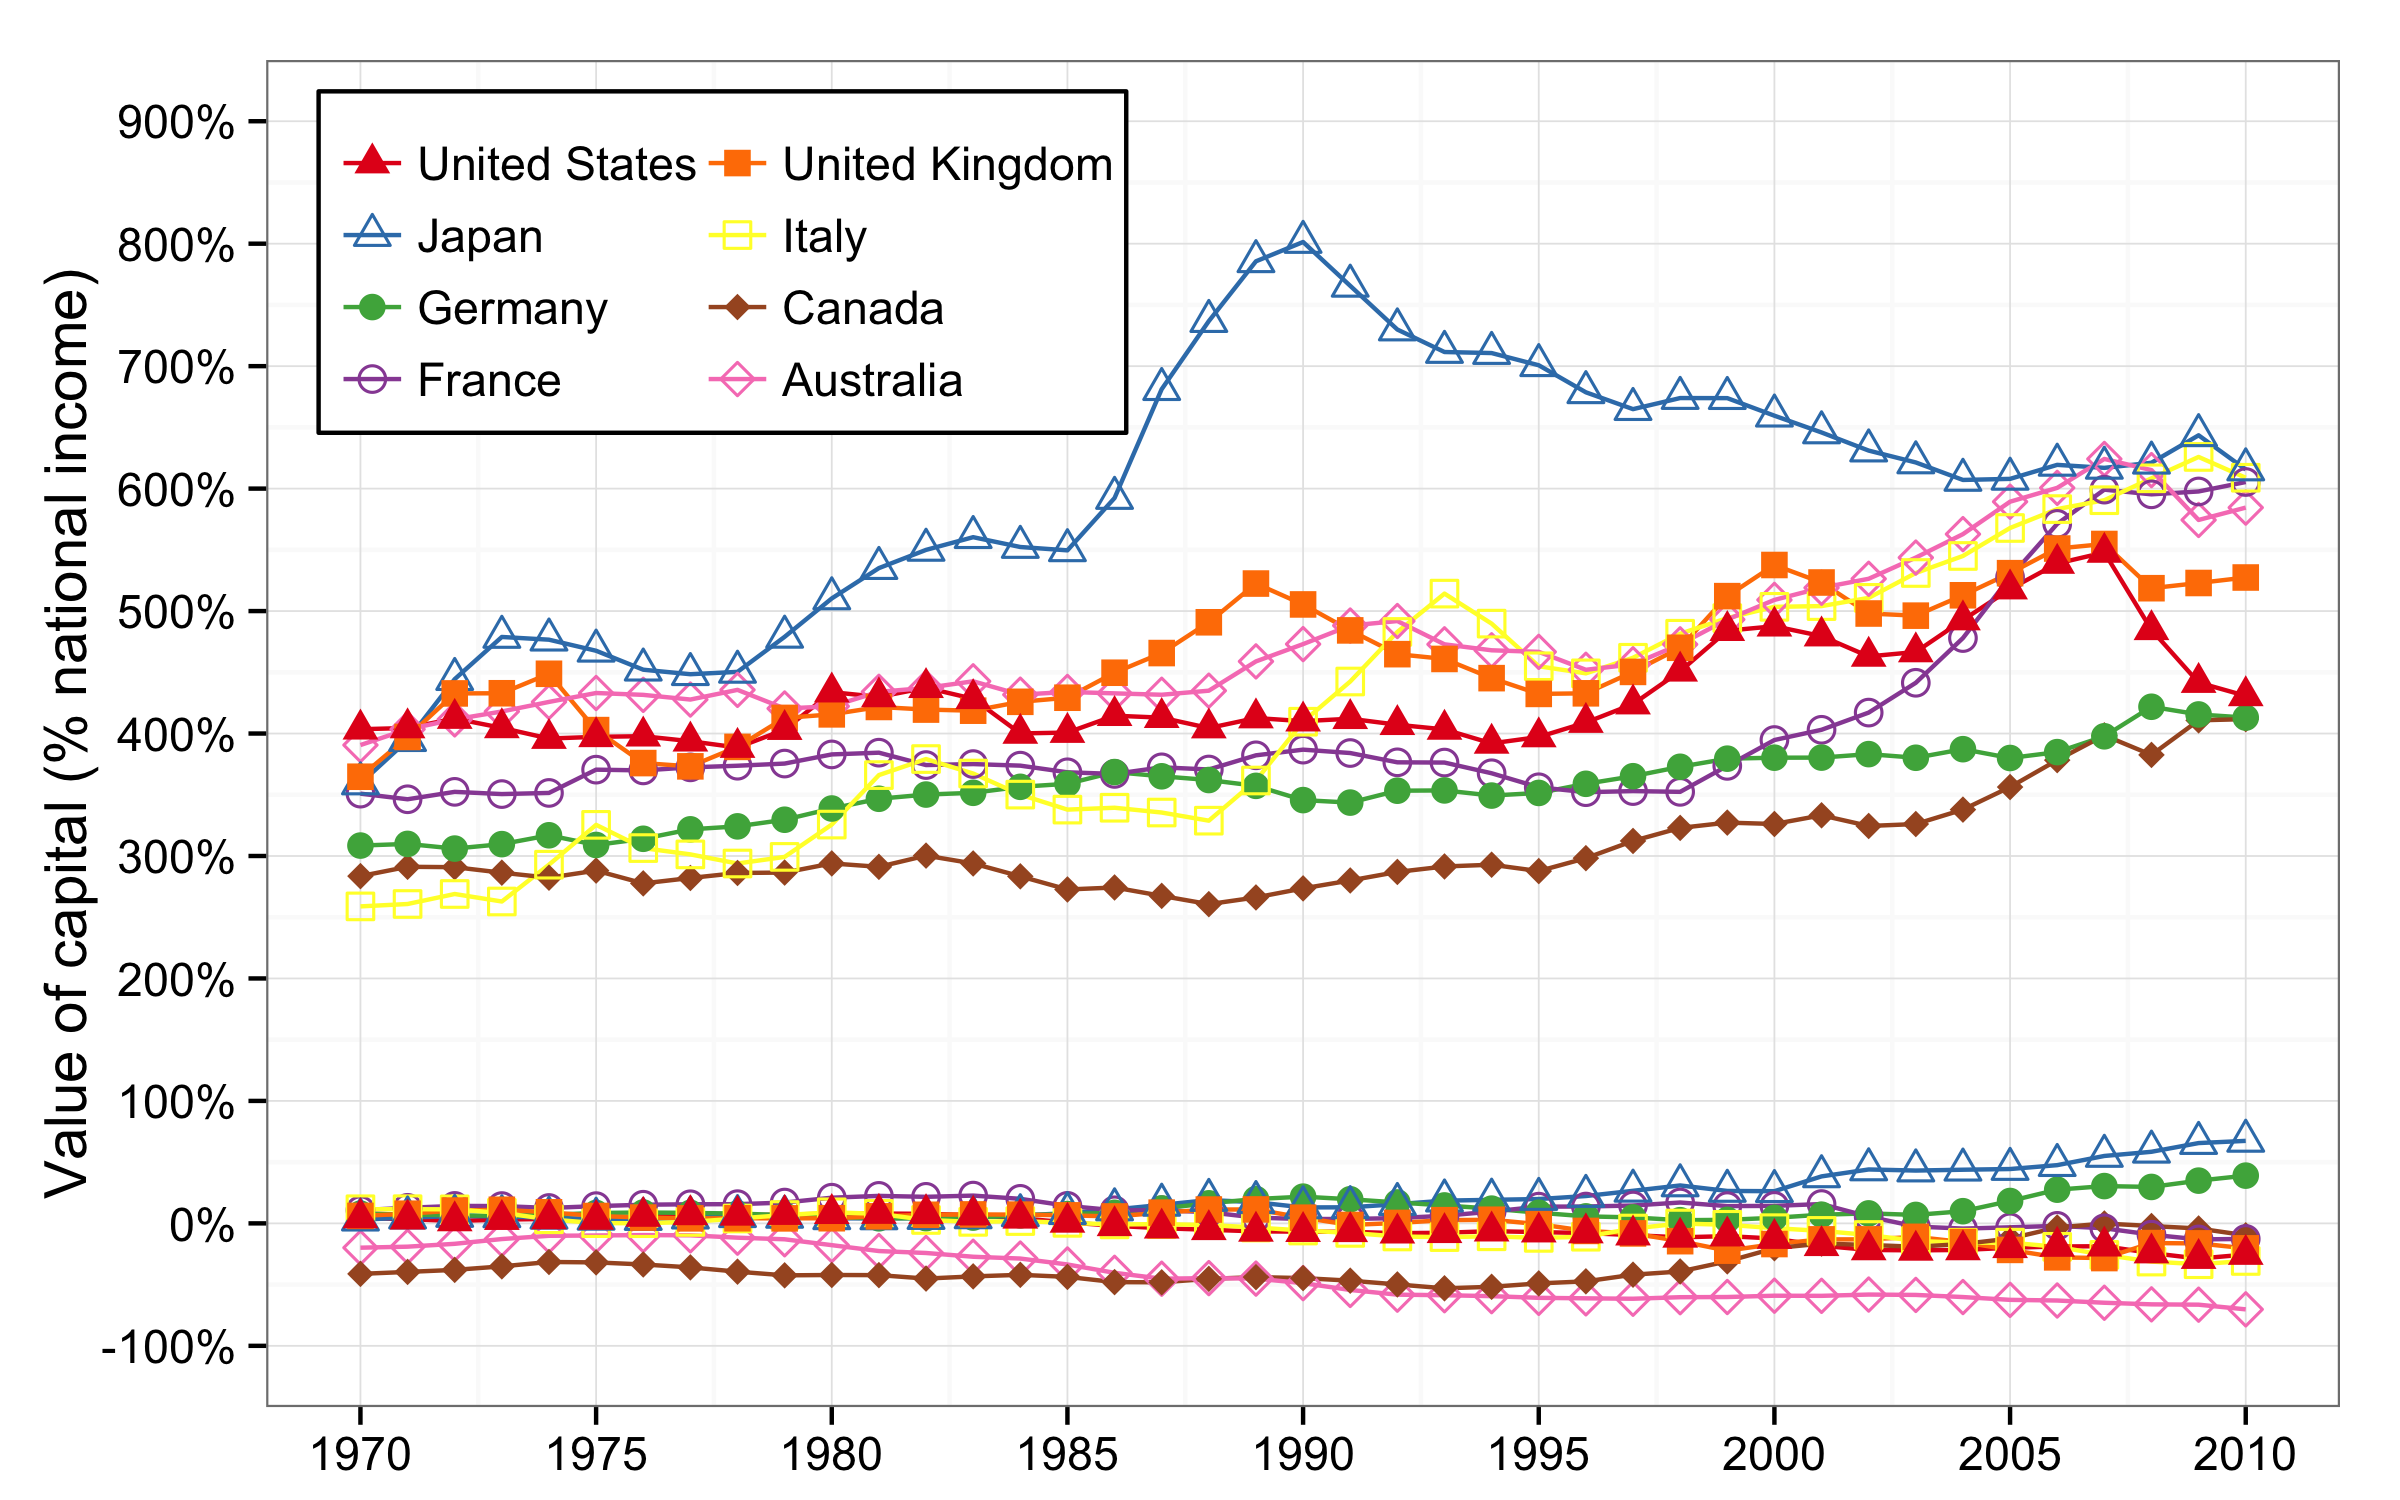 Value of capital (% national income)
900%
800%
700%
600%
500%
400%
300%
200%
100%
0%
-100%
United States
United Kingdom
Japan
Italy
Germany
Canada
France
Australia
1970
1975
1980
1985
1990
1995
2000
2005
2010